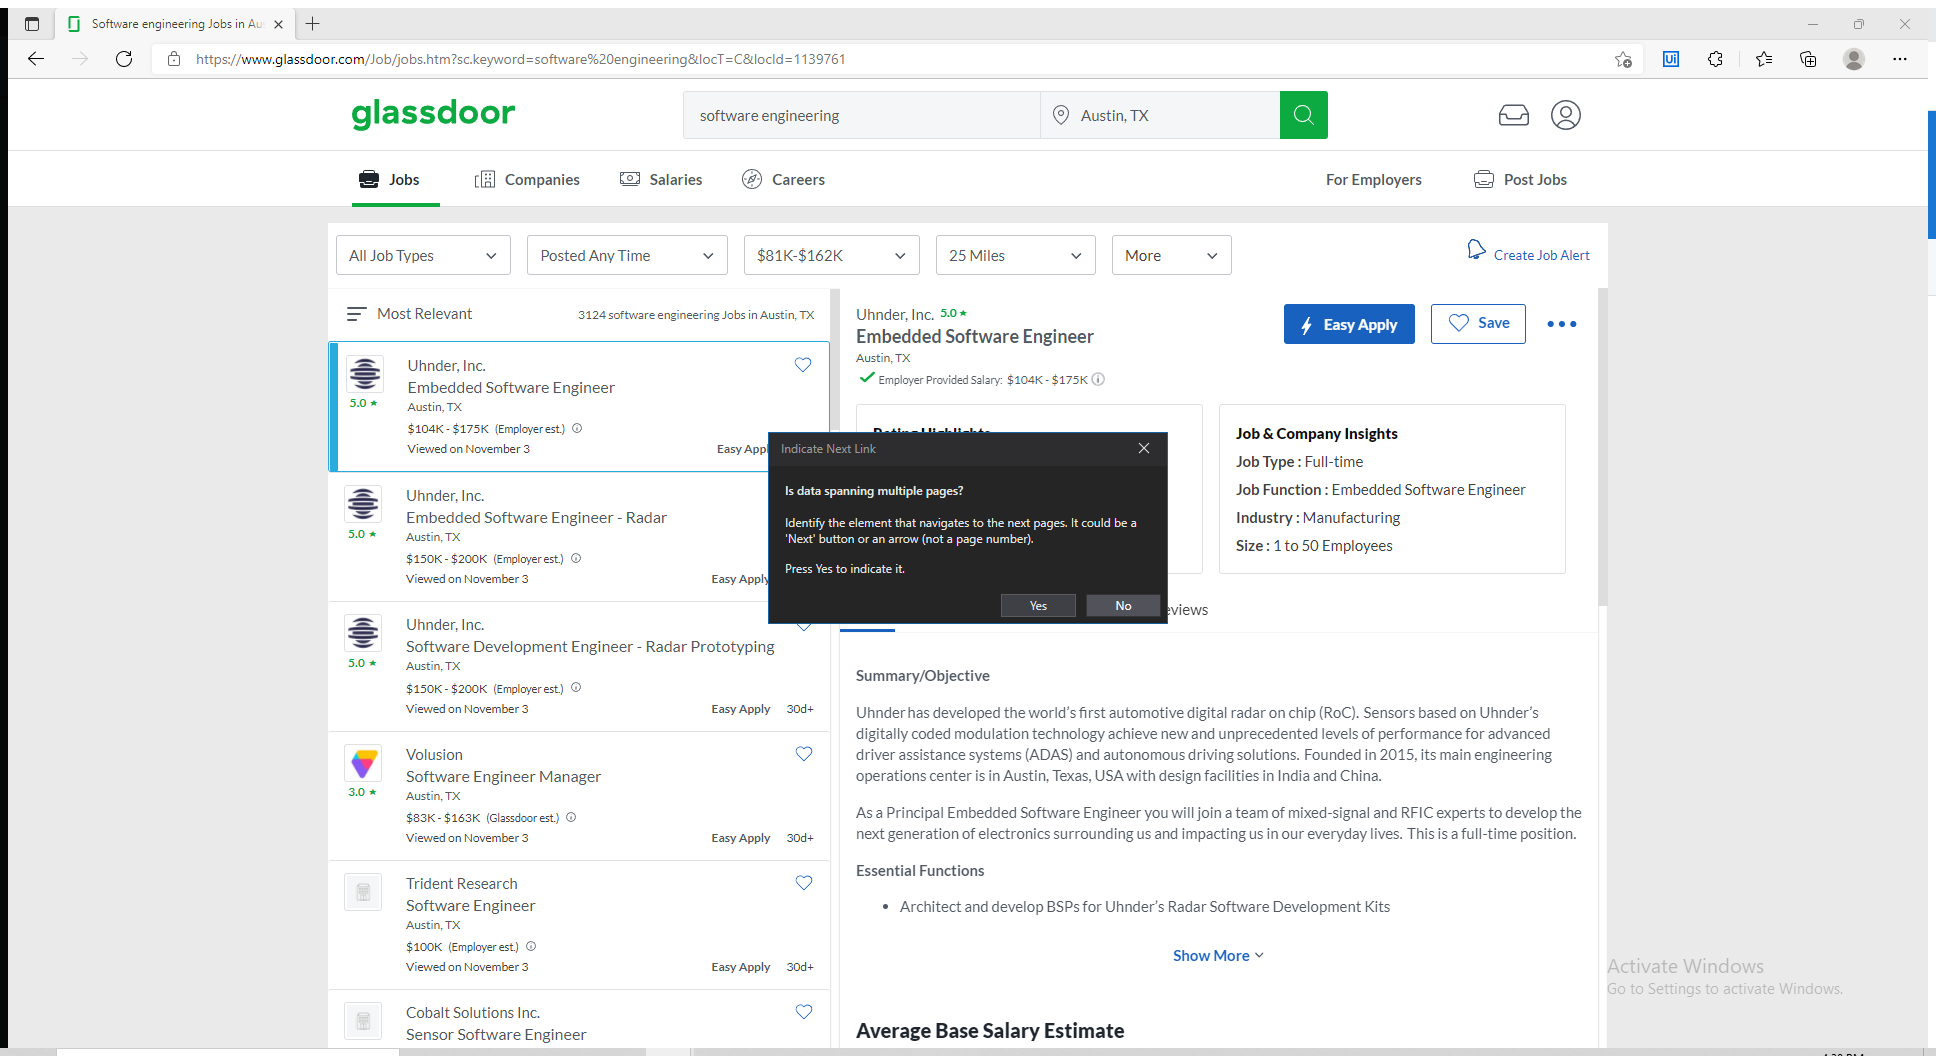 Software engineering Jobs in Au
https://www.glassdoor.com/Job/jobs.htm?sc.keyword=software%20engineering&locT=C&locId=1139761
Ui
glassdoor
software engineering
Austin, TX
Jobs
Companies
Salaries
Careers
For Employers
Post Jobs
All Job Types
Posted Any Time
$81K-$162K
25 Miles
More
Create Job Alert
Most Relevant
3124 software engineering Jobs in Austin, TX
Uhnder, Inc.
Embedded Software Engineer
5.0 ★
Austin, TX
$104K - $175K (Employer est.)
Viewed on November 3
Easy Appl
Uhnder, Inc.
Embedded Software Engineer - Radar
5.0 ★
Austin, TX
$150K - $200K (Employer est.)
Viewed on November 3
Easy Apply
Uhnder, Inc.
Software Development Engineer - Radar Prototyping
5.0 ★
Austin, TX
$150K - $200K (Employer est.)
Viewed on November 3
Easy Apply 30d+
Volusion
Software Engineer Manager
3.0 ★
Austin, TX
$83K - $163K (Glassdoor est.)
Viewed on November 3
Easy Apply 30d+
Trident Research
Software Engineer
Austin, TX
$100K (Employer est.)
Viewed on November 3
Easy Apply 30d+
Cobalt Solutions Inc.
Sensor Software Engineer
Uhnder, Inc. 5.0 ★
Embedded Software Engineer
Austin, TX
Employer Provided Salary: $104K - $175K
Easy Apply
Save
Rating Highlights
Job & Company Insights
Job Type : Full-time
Job Function : Embedded Software Engineer
Industry : Manufacturing
Size : 1 to 50 Employees
Indicate Next Link
Is data spanning multiple pages?
Identify the element that navigates to the next pages. It could be a
'Next' button or an arrow (not a page number).
Press Yes to indicate it.
Yes
No
eviews
Summary/Objective
Uhnder has developed the world’s first automotive digital radar on chip (RoC). Sensors based on Uhnder’s
digitally coded modulation technology achieve new and unprecedented levels of performance for advanced
driver assistance systems (ADAS) and autonomous driving solutions. Founded in 2015, its main engineering
operations center is in Austin, Texas, USA with design facilities in India and China.
As a Principal Embedded Software Engineer you will join a team of mixed-signal and RFIC experts to develop the
next generation of electronics surrounding us and impacting us in our everyday lives. This is a full-time position.
Essential Functions
• Architect and develop BSPs for Uhnder’s Radar Software Development Kits
Show More
Average Base Salary Estimate
Activate Windows
Go to Settings to activate Windows.